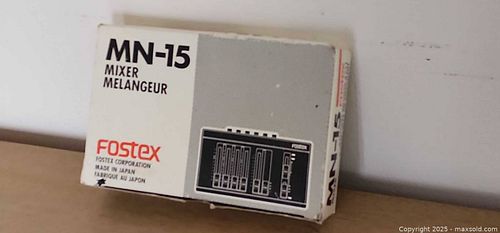 MN-15
MIXER
MELANGEUR
FOSTEX
FOSTEX CORPORATION
MADE IN JAPAN
FABRIQUE AU JAPON
FOSTEX
MN-15
Copyright © 2025 - maxsold.com